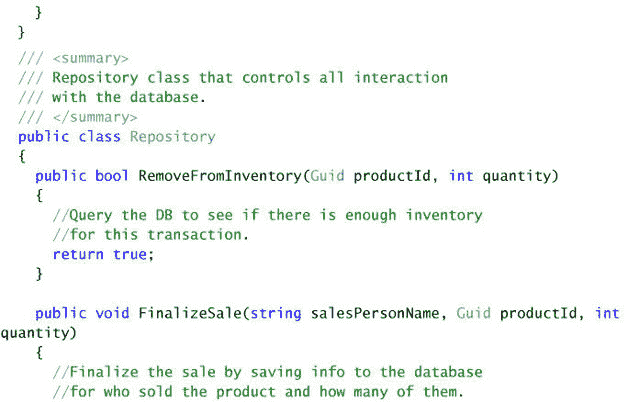 }
}
/// <summary>
/// Repository class that controls all interaction
/// with the database.
/// </summary>
public class Repository
{
public bool RemoveFromInventory(Guid productId, int quantity)
{
//Query the DB to see if there is enough inventory
//for this transaction.
return true;
}
public void FinalizeSale(string salesPersonName, Guid productId, int
quantity)
{
//Finalize the sale by saving info to the database
//for who sold the product and how many of them.